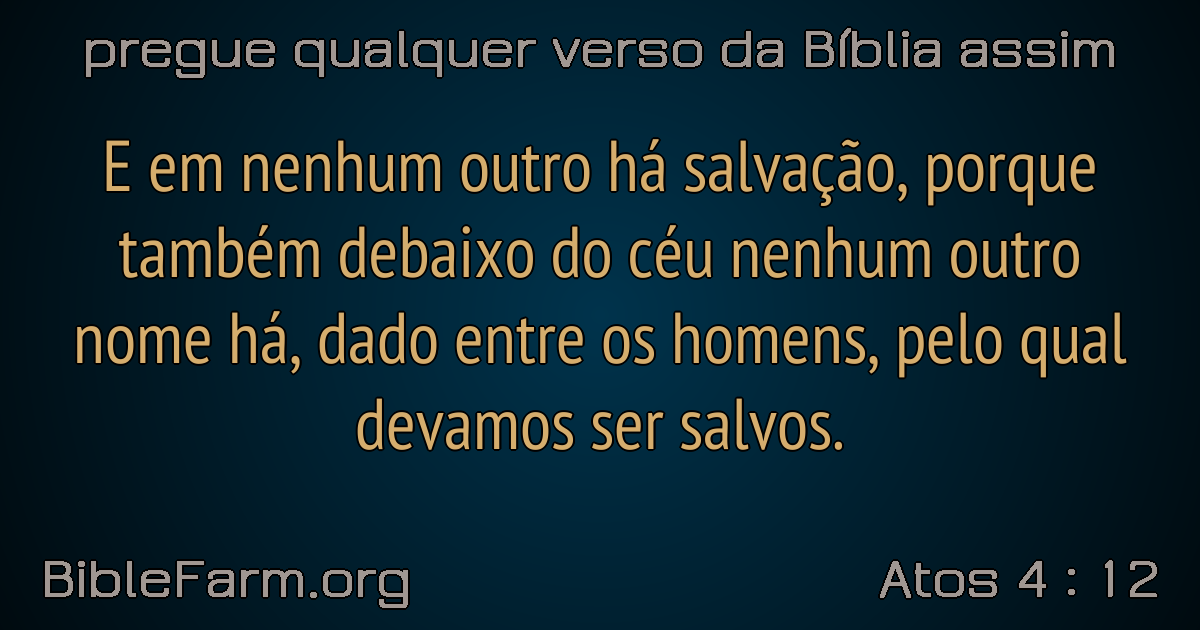 pregue qualquer verso da Bíblia assim
E em nenhum outro há salvação, porque
também debaixo do céu nenhum outro
nome há, dado entre os homens, pelo qual
devamos ser salvos.
BibleFarm.org
Atos 4 : 12